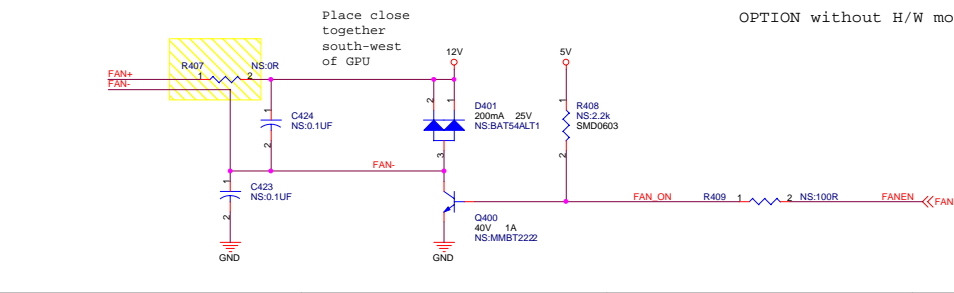 Place close
together
south-west
of GPU
OPTION without H/W mo
12V
5V
R407
NS:0R
1
2
FAN+
FAN-
1
C424
NS:0.1UF
2
2
1
D401
200mA 25V
NS:BAT54ALT1
3
1
R408
NS:2.2k
SMD0603
2
FAN-
1
C423
NS:0.1UF
2
GND
Q400
40V 1A
NS:MMBT2222
GND
FAN_ON
R409
1
2
NS:100R
FANEN
FAN